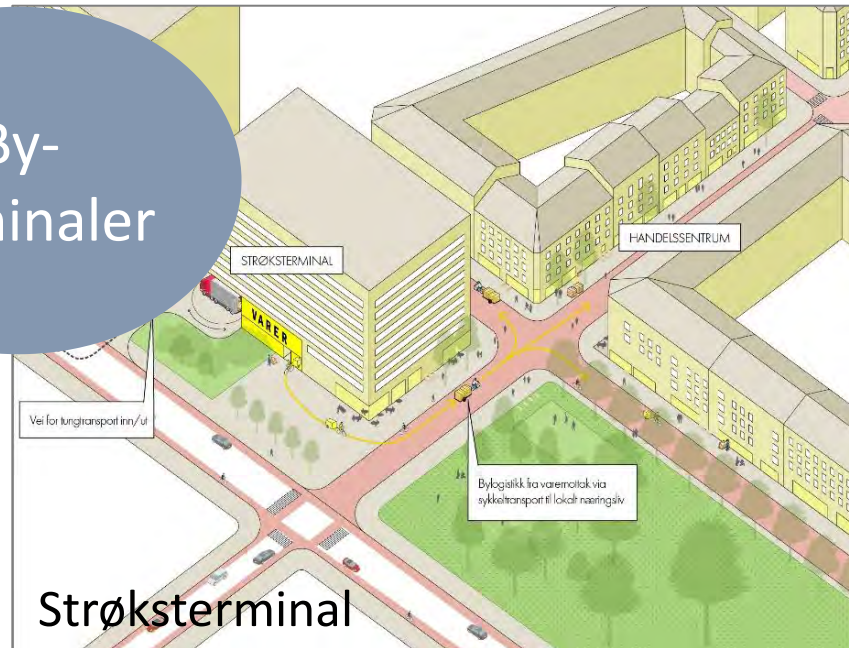 By-
minaler
STRØKSTERMINAL
HANDELSSENTRUM
VARER
Vei for tungtransport inn/ut
Bylogistikk fra varemottak via
sykkeltransport til lokalt næringsliv
Strøksterminal